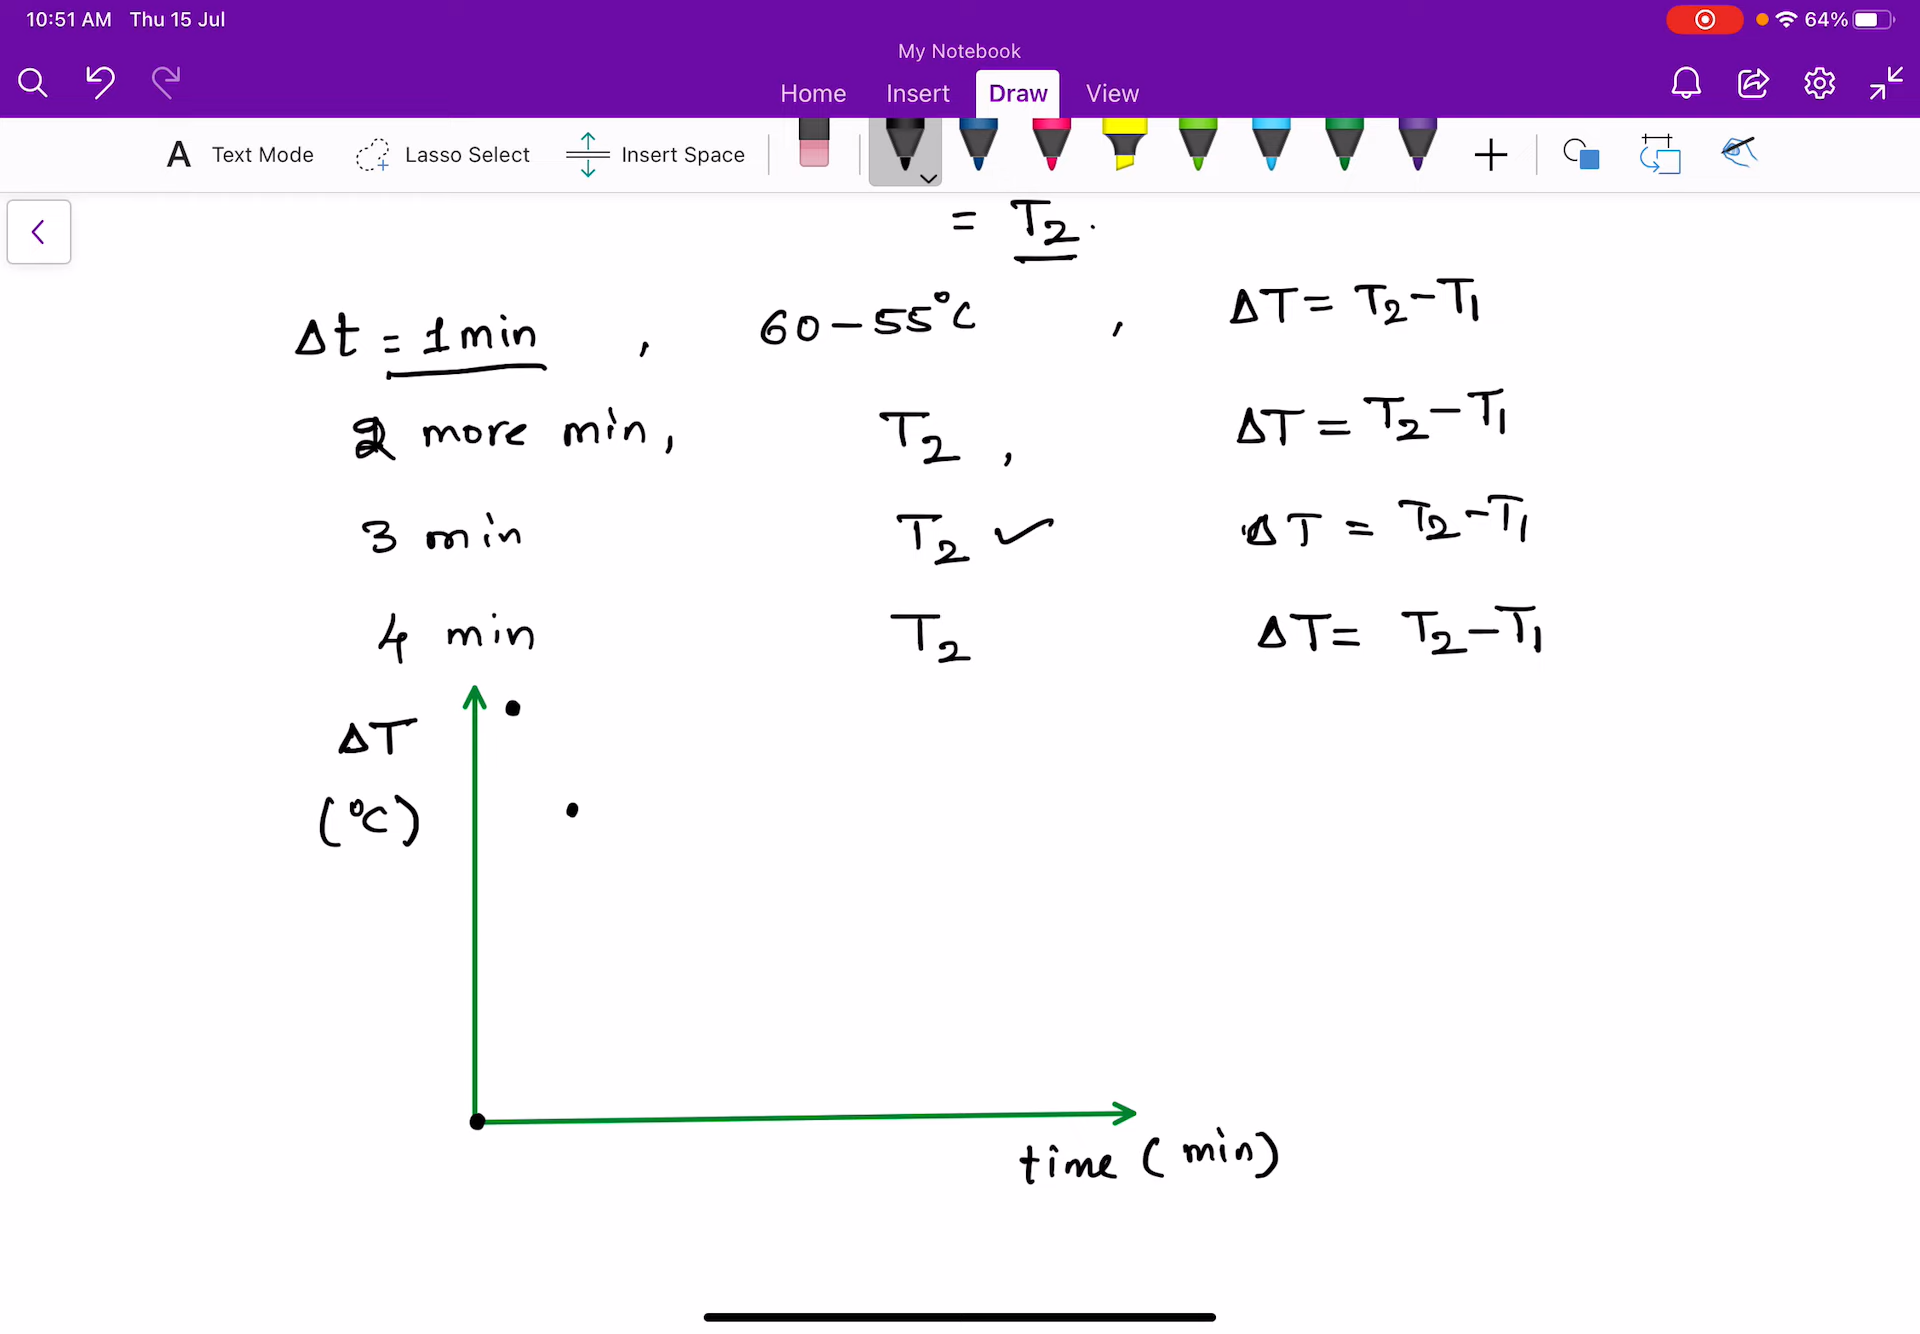 10:51 AM Thu 15 Jul
64%
My Notebook
Home Insert Draw View
A Text Mode Lasso Select Insert Space
= T2.
Δt = 1 min , 60-55°C , ΔT = T2-T1
2 more min, T2 , ΔT = T2-T1
3 min T2 ✓ ΔT = T2-T1
4 min T2 ΔT = T2-T1
ΔT
(°C)
time (min)